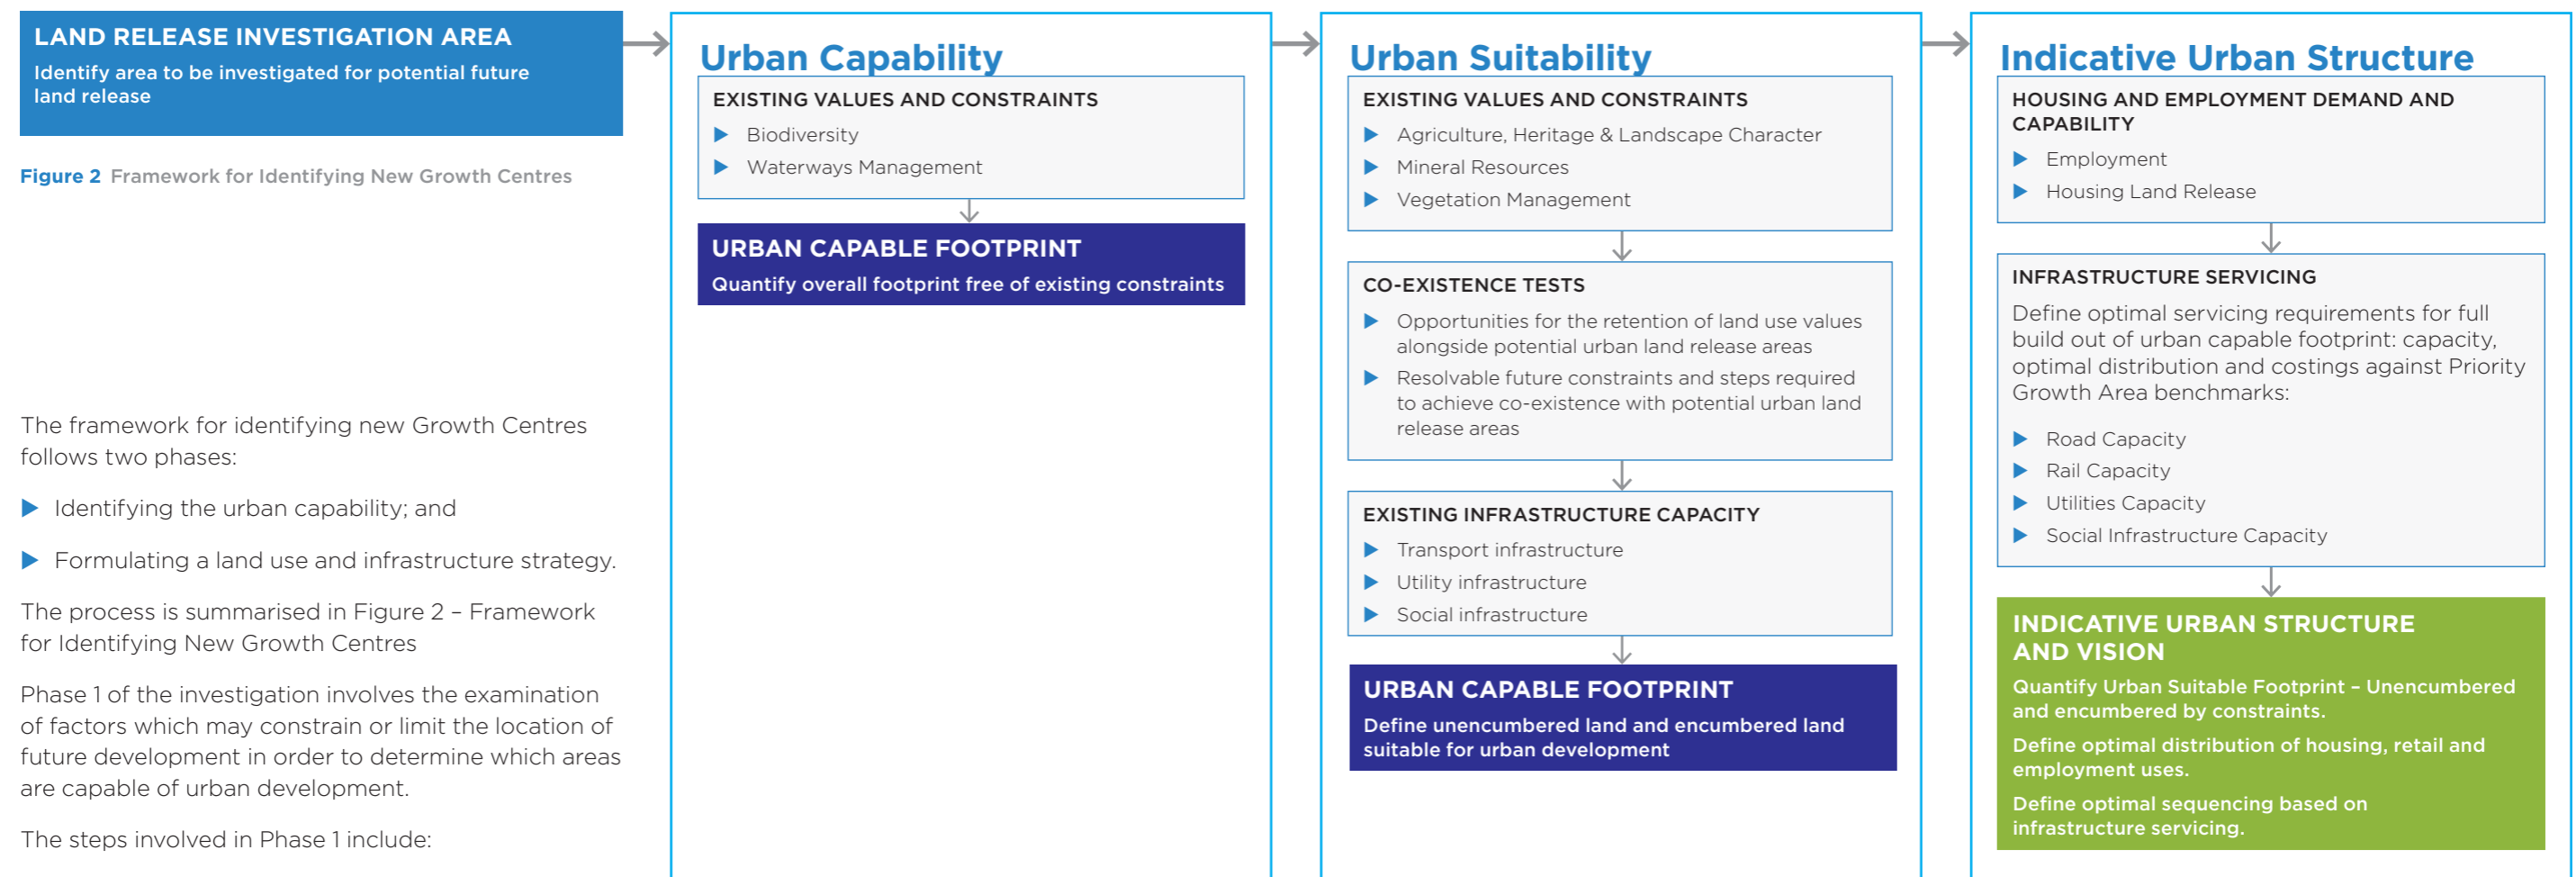 LAND RELEASE INVESTIGATION AREA
Identify area to be investigated for potential future
land release
Figure 2 Framework for Identifying New Growth Centres
The framework for identifying new Growth Centres
follows two phases:
▶ Identifying the urban capability; and
▶ Formulating a land use and infrastructure strategy.
The process is summarised in Figure 2 – Framework
for Identifying New Growth Centres
Phase 1 of the investigation involves the examination
of factors which may constrain or limit the location of
future development in order to determine which areas
are capable of urban development.
The steps involved in Phase 1 include:
Urban Capability
EXISTING VALUES AND CONSTRAINTS
▶ Biodiversity
▶ Waterways Management
URBAN CAPABLE FOOTPRINT
Quantify overall footprint free of existing constraints
Urban Suitability
EXISTING VALUES AND CONSTRAINTS
▶ Agriculture, Heritage & Landscape Character
▶ Mineral Resources
▶ Vegetation Management
CO-EXISTENCE TESTS
▶ Opportunities for the retention of land use values
alongside potential urban land release areas
▶ Resolvable future constraints and steps required
to achieve co-existence with potential urban land
release areas
EXISTING INFRASTRUCTURE CAPACITY
▶ Transport infrastructure
▶ Utility infrastructure
▶ Social infrastructure
URBAN CAPABLE FOOTPRINT
Define unencumbered land and encumbered land
suitable for urban development
Indicative Urban Structure
HOUSING AND EMPLOYMENT DEMAND AND
CAPABILITY
▶ Employment
▶ Housing Land Release
INFRASTRUCTURE SERVICING
Define optimal servicing requirements for full
build out of urban capable footprint: capacity,
optimal distribution and costings against Priority
Growth Area benchmarks:
▶ Road Capacity
▶ Rail Capacity
▶ Utilities Capacity
▶ Social Infrastructure Capacity
INDICATIVE URBAN STRUCTURE
AND VISION
Quantify Urban Suitable Footprint – Unencumbered
and encumbered by constraints.
Define optimal distribution of housing, retail and
employment uses.
Define optimal sequencing based on
infrastructure servicing.